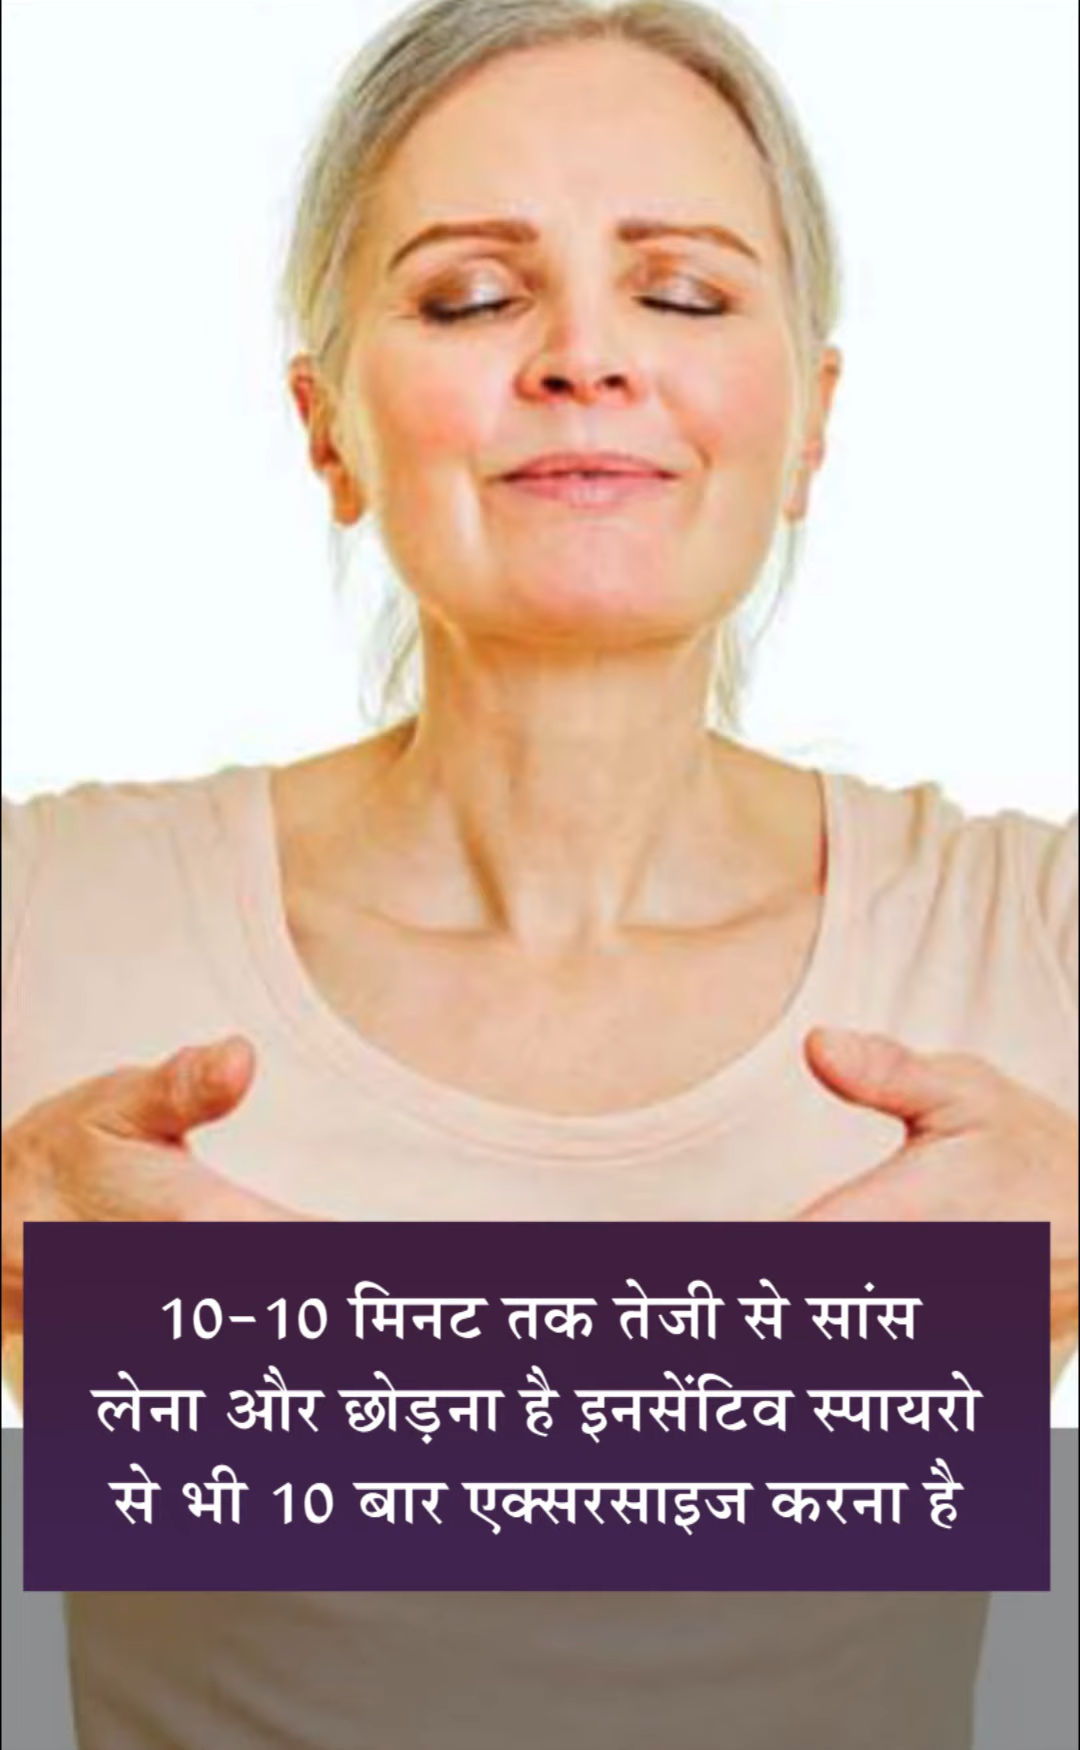 10-10 मिनट तक तेजी से सांस
लेना और छोड़ना है इनसेंटिव स्पायरो
से भी 10 बार एक्सरसाइज करना है